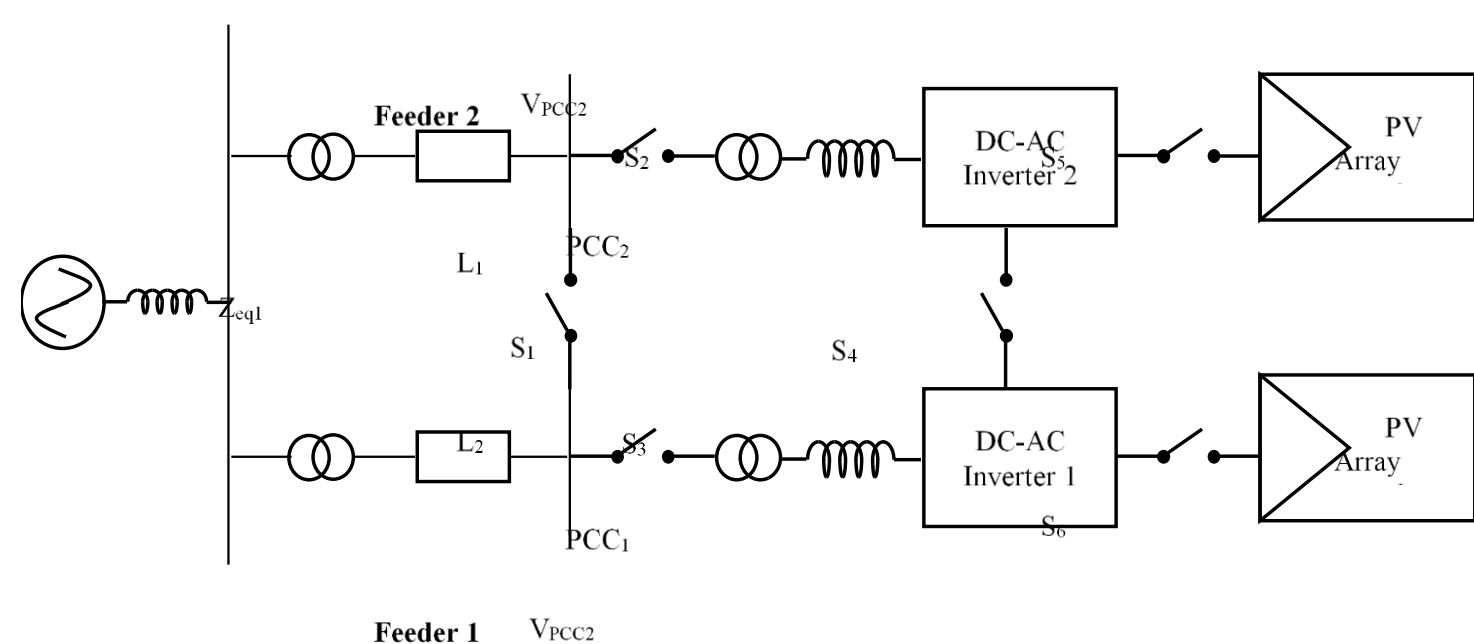 Feeder 2
VPCC2
S2
DC-AC
Inverter 2
S5
PV
Array
PCC2
L1
Zeq1
S1
S4
L2
S3
DC-AC
Inverter 1
PV
Array
S6
PCC1
Feeder 1
VPCC2